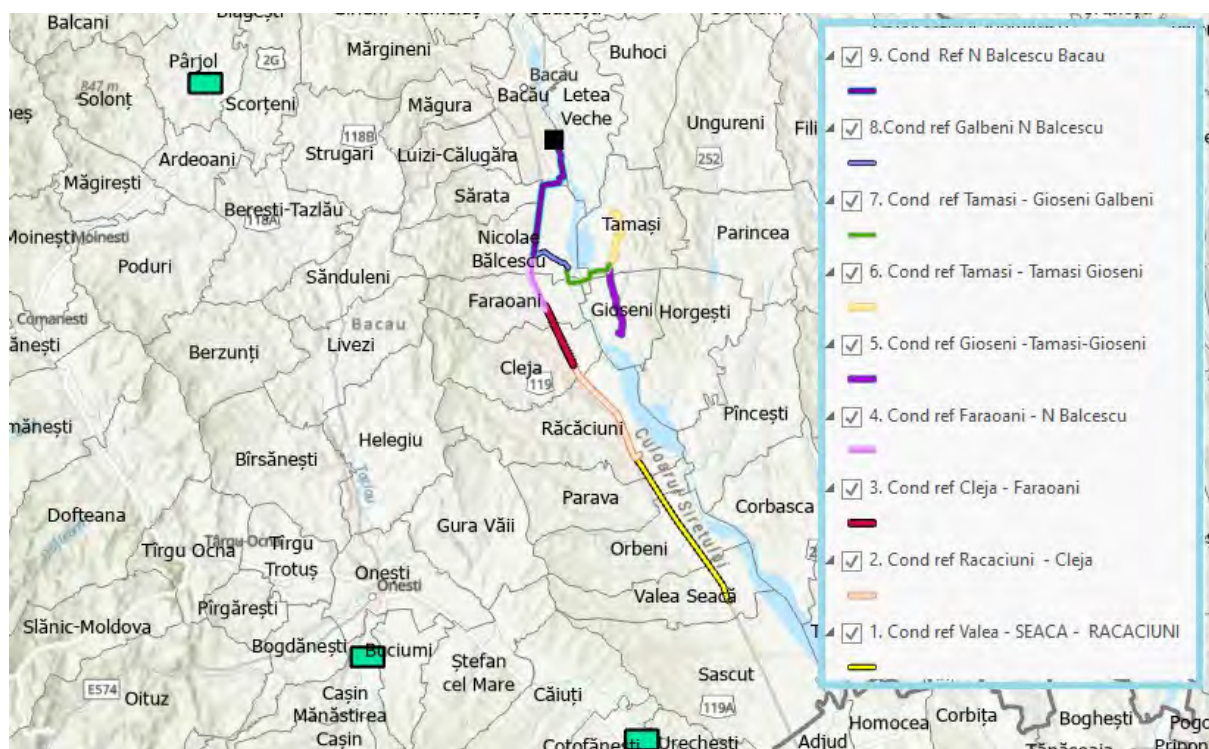 Balcani
Mărgineni
Buhoci
Pârjol
2G
Bacau
Bacău
Letea
Veche
847 m
Solonț
Scorțeni
Măgura
Ungureni
118B
Ardeoani
Strugari
Luizi-Călugăra
252
Măgirești
Sărata
Berești-Tazlău
118A
Tamași
Moinești
Moinesti
Nicolae
Bălcescu
Parincea
Poduri
Sănduleni
Faraoani
Gioseni
Horgești
Comanesti
Bacau
Livezi
Berzunți
Cleja
119
Pîncești
Răcăciuni
Helegiu
Bîrsănești
Culoarul Siretului
Tazlau
Parava
Corbasca
Dofteana
Gura Văii
Tîrgu Ocna
Târgu-Ocna
Tîrgu
Trotuș
Orbeni
Onești
Onesti
Valea Seacă
Pîrgărești
Slănic-Moldova
Bogdănești
Buciumi
Ștefan
cel Mare
Sascut
E574
Oituz
Cașin
Căiuți
119A
Mănăstirea
Cașin
Homocea
Corbița
Boghești
Cotofănești
Urechești
Adjud
9. Cond Ref N Balcescu Bacau
8.Cond ref Galbeni N Balcescu
7. Cond ref Tamasi - Gioseni Galbeni
6. Cond ref Tamasi - Tamasi Gioseni
5. Cond ref Gioseni -Tamasi-Gioseni
4. Cond ref Faraoani - N Balcescu
3. Cond ref Cleja - Faraoani
2. Cond ref Racaciuni - Cleja
1. Cond ref Valea - SEACA - RACACIUNI